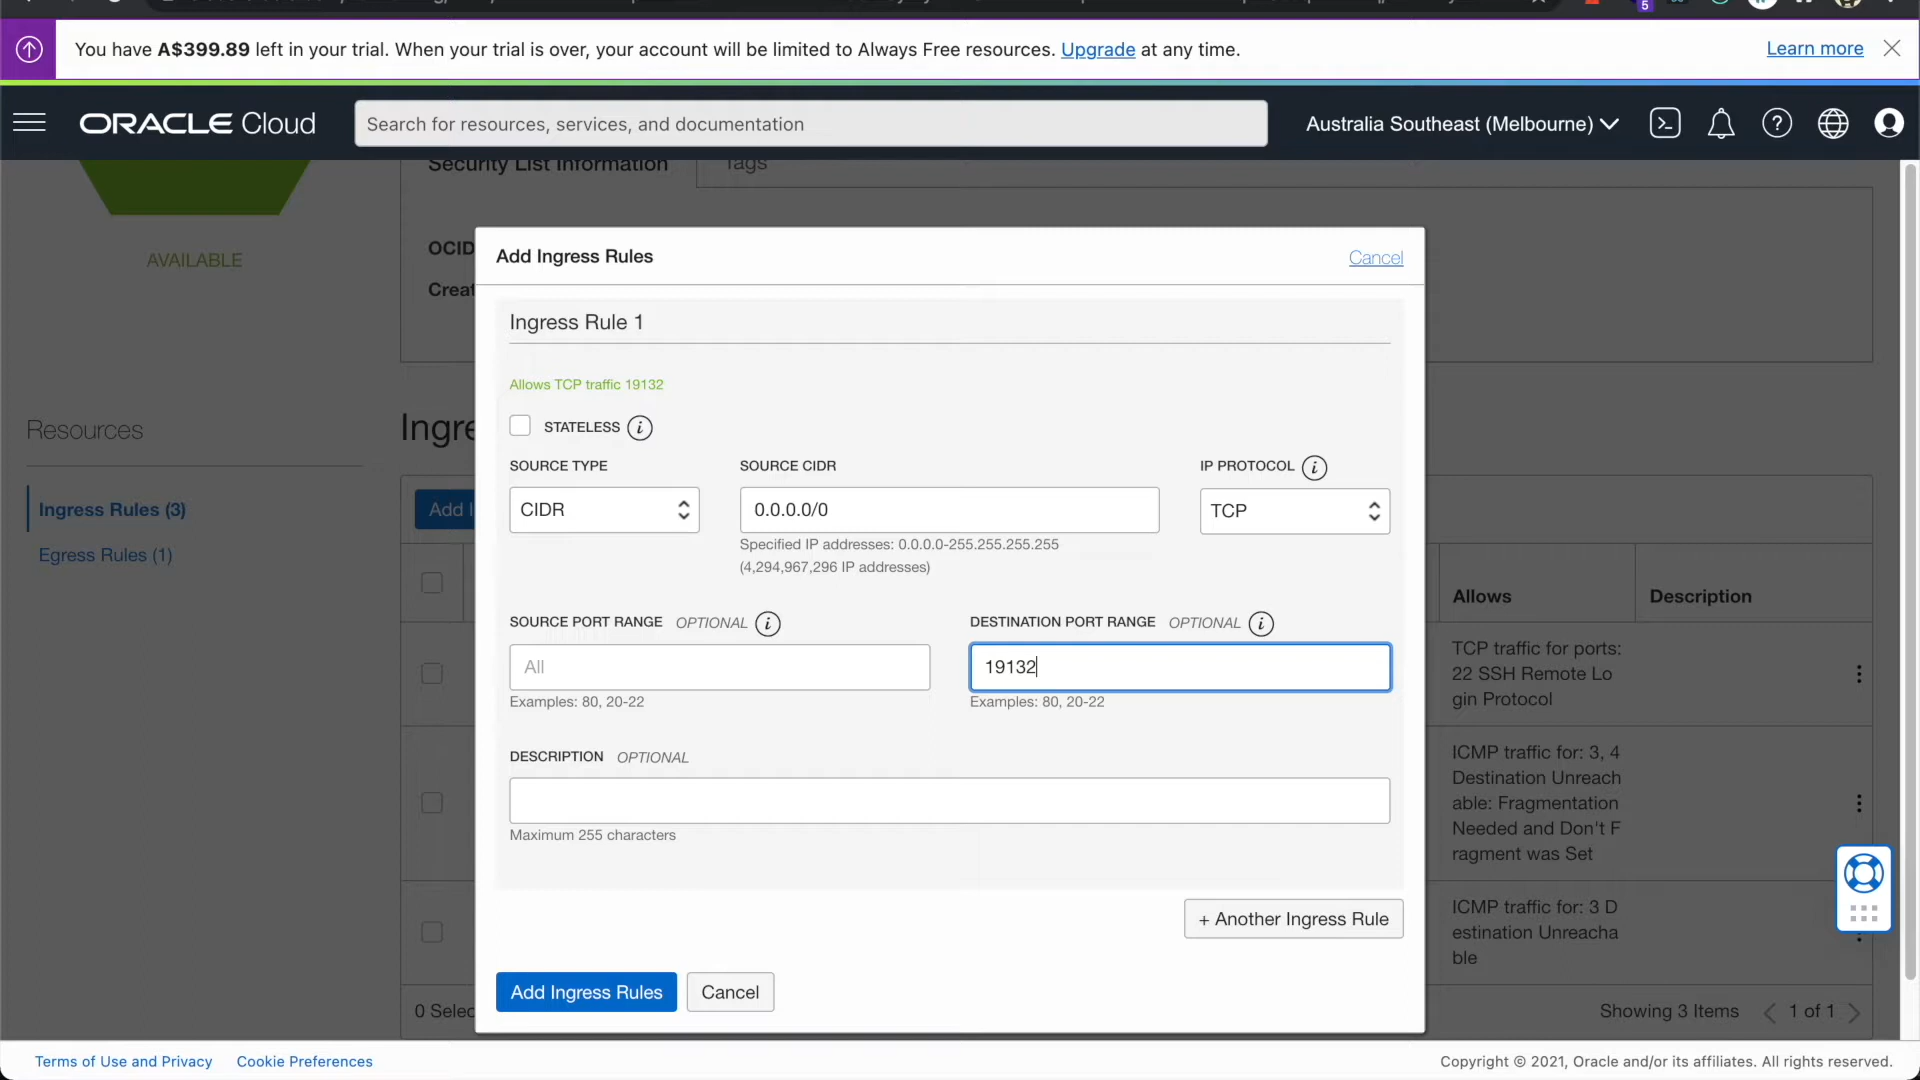 5
You have A$399.89 left in your trial. When your trial is over, your account will be limited to Always Free resources. Upgrade at any time.
Learn more
ORACLE Cloud
Search for resources, services, and documentation
Australia Southeast (Melbourne)
Security List Information
Tags
AVAILABLE
OCID
Creat
Add Ingress Rules
Cancel
Ingress Rule 1
Allows TCP traffic 19132
STATELESS
SOURCE TYPE
SOURCE CIDR
IP PROTOCOL
CIDR
0.0.0.0/0
TCP
Specified IP addresses: 0.0.0.0-255.255.255.255
(4,294,967,296 IP addresses)
SOURCE PORT RANGE OPTIONAL
DESTINATION PORT RANGE OPTIONAL
All
19132
Examples: 80, 20-22
Examples: 80, 20-22
DESCRIPTION OPTIONAL
Maximum 255 characters
+ Another Ingress Rule
Add Ingress Rules
Cancel
Resources
Ingress Rules (3)
Egress Rules (1)
Ingre
Add I
Allows
Description
TCP traffic for ports:
22 SSH Remote Lo
gin Protocol
ICMP traffic for: 3, 4
Destination Unreach
able: Fragmentation
Needed and Don't F
ragment was Set
ICMP traffic for: 3 D
estination Unreacha
ble
0 Selec
Showing 3 Items
1 of 1
Terms of Use and Privacy
Cookie Preferences
Copyright © 2021, Oracle and/or its affiliates. All rights reserved.